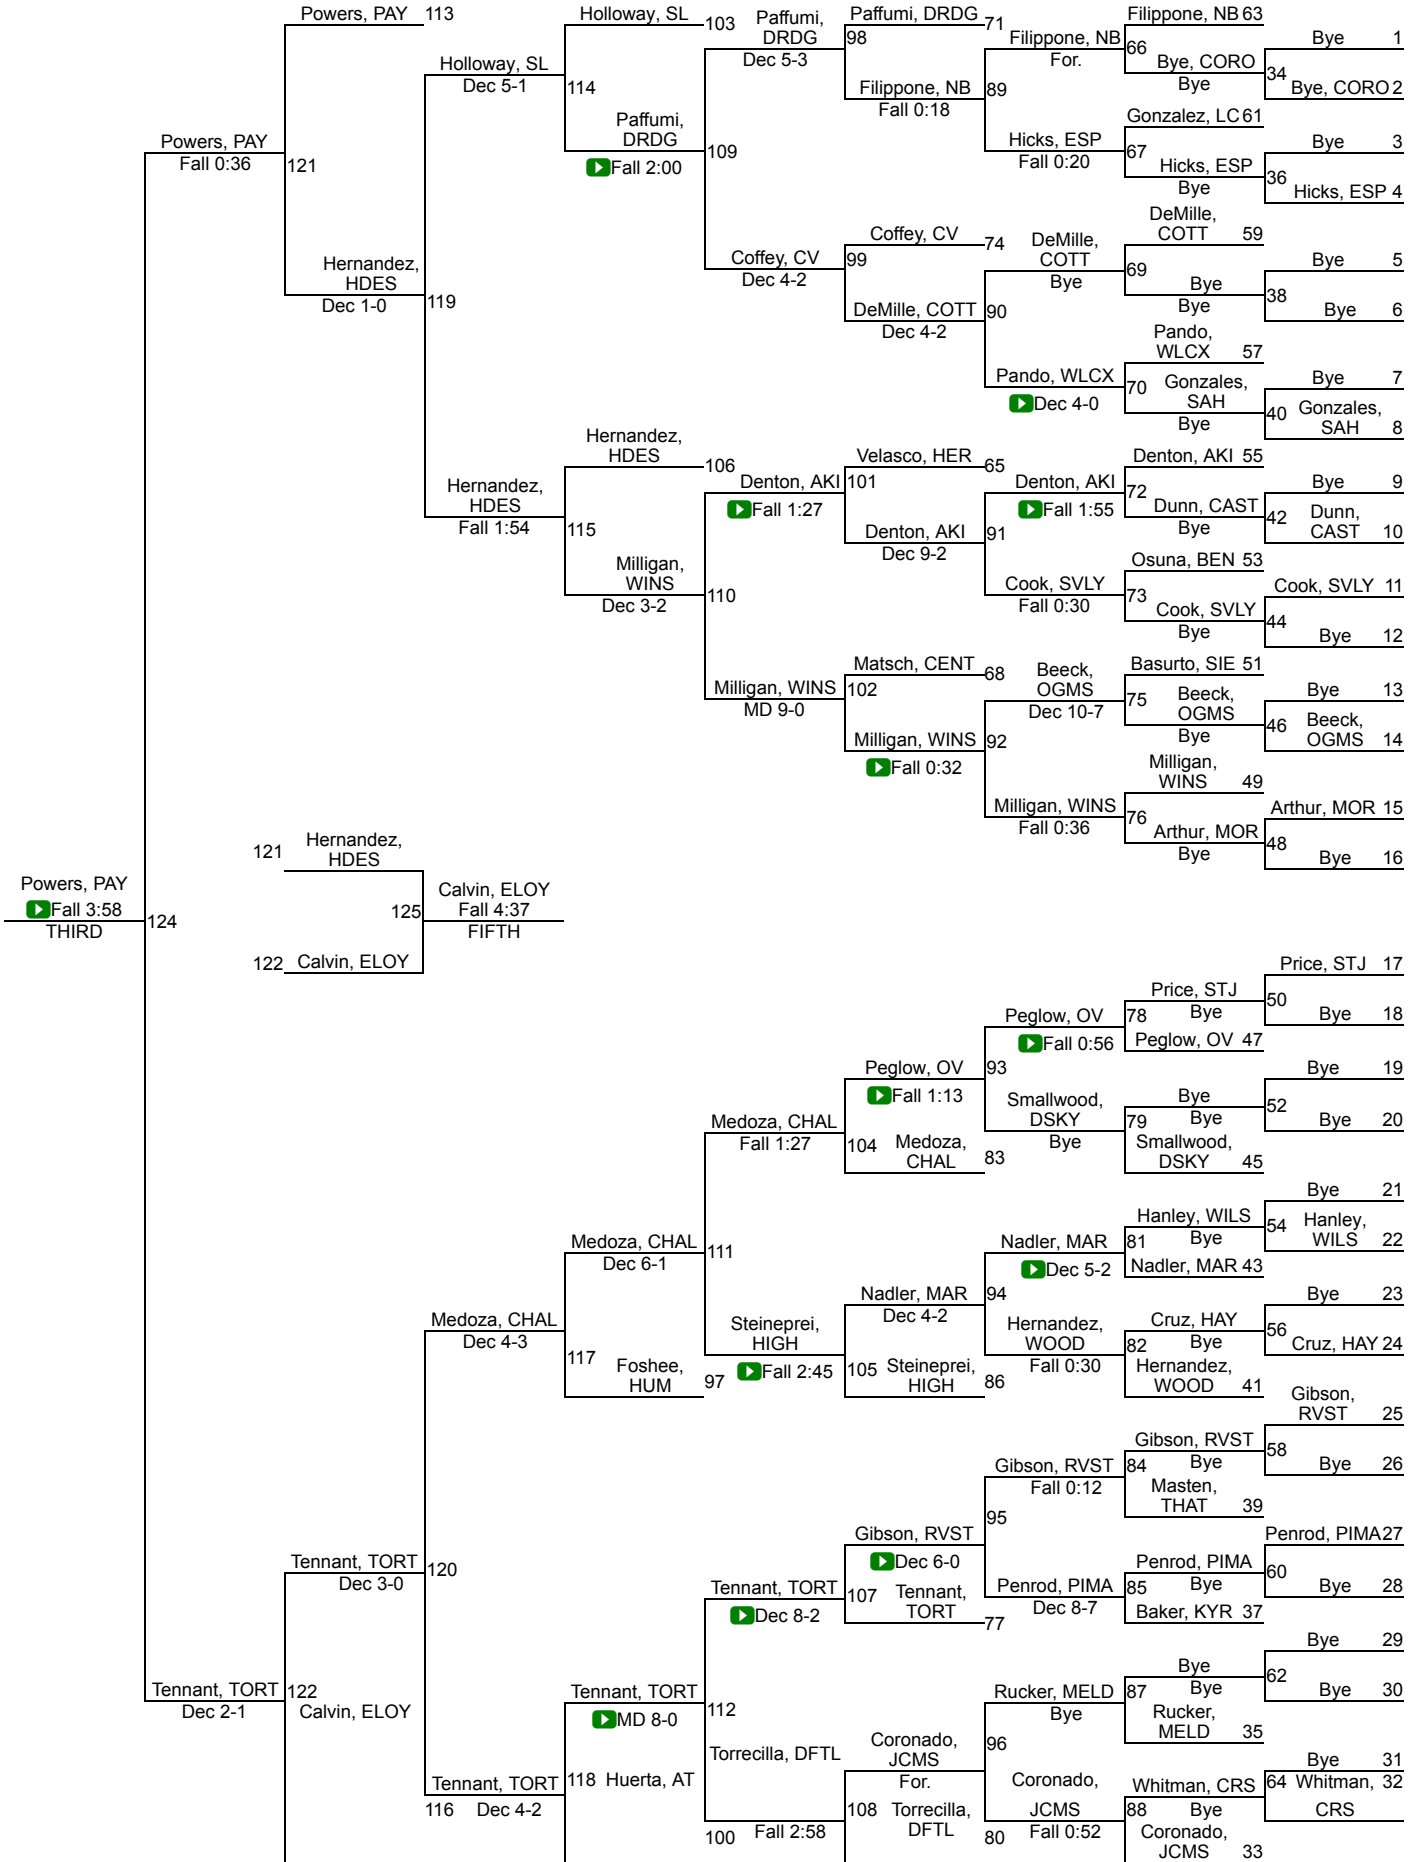 Powers, PAY 113
Holloway, SL 103
Paffumi, DRDG
Dec 5-3
Paffumi, DRDG 71
98
Filippone, NB
For.
Filippone, NB 63
66
Bye, CORO
Bye
Bye 1
34
Bye, CORO 2
Holloway, SL
Dec 5-1
114
Filippone, NB
Fall 0:18
89
Gonzalez, LC 61
Paffumi,
DRDG
Fall 2:00
109
Hicks, ESP
Fall 0:20
67
Hicks, ESP
Bye
Bye 3
36
Hicks, ESP 4
Powers, PAY
Fall 0:36
121
Coffey, CV
Dec 4-2
Coffey, CV 74
99
DeMille,
COTT
Bye
DeMille,
COTT 59
69
Bye
Bye
Bye 5
38
Bye 6
Hernandez,
HDES
Dec 1-0
119
DeMille, COTT
Dec 4-2
90
Pando,
WLCX 57
Pando, WLCX
Dec 4-0
70
Gonzales,
SAH
Bye
Bye 7
40
Gonzales,
SAH 8
Hernandez,
HDES 106
Velasco, HER 65
Denton, AKI
Fall 1:27
101
Denton, AKI
Fall 1:55
Denton, AKI 55
72
Dunn, CAST
Bye
Bye 9
42
Dunn,
CAST 10
Hernandez,
HDES
Fall 1:54
115
Denton, AKI
Dec 9-2
91
Osuna, BEN 53
Milligan,
WINS
Dec 3-2
110
Cook, SVLY
Fall 0:30
73
Cook, SVLY
Bye
Cook, SVLY 11
44
Bye 12
Matsch, CENT 68
Milligan, WINS
MD 9-0
102
Beeck,
OGMS
Dec 10-7
Basurto, SIE 51
75
Beeck,
OGMS
Bye
Bye 13
46
Beeck,
OGMS 14
Milligan, WINS
Fall 0:32
92
Milligan,
WINS 49
Milligan, WINS
Fall 0:36
76
Arthur, MOR
Bye
Arthur, MOR 15
48
Bye 16
121
Hernandez,
HDES
Powers, PAY
Fall 3:58
THIRD
124
125
Calvin, ELOY
Fall 4:37
FIFTH
122 Calvin, ELOY
Price, STJ 17
50
Bye 18
Price, STJ
Bye
78
Peglow, OV 47
Peglow, OV
Fall 0:56
Peglow, OV
Fall 1:13
93
Bye 19
52
Bye 20
Smallwood,
DSKY
Bye
79
Bye
Bye
Smallwood,
DSKY 45
Medoza, CHAL
Fall 1:27
104
Medoza,
CHAL 83
Bye 21
54
Hanley,
WILS 22
Medoza, CHAL
Dec 6-1
111
Nadler, MAR
Dec 5-2
Hanley, WILS
81
Bye
Nadler, MAR 43
Nadler, MAR
Dec 4-2
94
Bye 23
56
Cruz, HAY 24
Medoza, CHAL
Dec 4-3
117
Foshee,
HUM 97
Steineprei,
HIGH
Fall 2:45
105
Steineprei,
HIGH 86
Hernandez,
WOOD
Fall 0:30
Cruz, HAY
82
Bye
Hernandez,
WOOD 41
Gibson,
RVST 25
58
Bye 26
Gibson, RVST
Fall 0:12
Gibson, RVST
84
Bye
Masten,
THAT 39
95
Gibson, RVST
Dec 6-0
Penrod, PIMA 27
60
Bye 28
Tennant, TORT
Dec 3-0
120
Tennant, TORT
Dec 8-2
107
Tennant,
TORT 77
Penrod, PIMA
Dec 8-7
Penrod, PIMA
85
Bye
Baker, KYR 37
Bye 29
62
Bye 30
Tennant, TORT
Dec 2-1
122
Calvin, ELOY
Tennant, TORT
MD 8-0
112
Rucker, MELD
Bye
87
Bye
Bye
Rucker,
MELD 35
96
Torrecilla, DFTL
Coronado,
JCMS
For.
Bye 31
64
Whitman, 32
CRS
Tennant, TORT
116 Dec 4-2
118 Huerta, AT
100 Fall 2:58
108
Torrecilla,
DFTL 80
Coronado,
JCMS
Fall 0:52
Whitman, CRS
88
Bye
Coronado,
JCMS 33